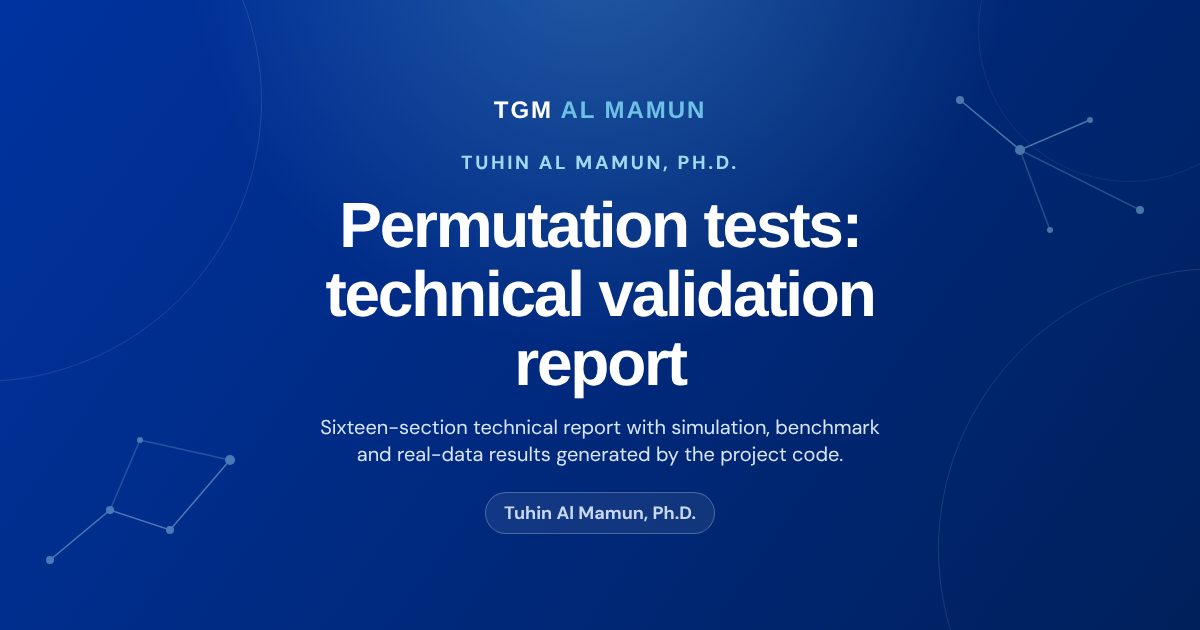 TGM AL MAMUN
TUHIN AL MAMUN, PH.D.
Permutation tests:
technical validation
report
Sixteen-section technical report with simulation, benchmark
and real-data results generated by the project code.
Tuhin Al Mamun, Ph.D.